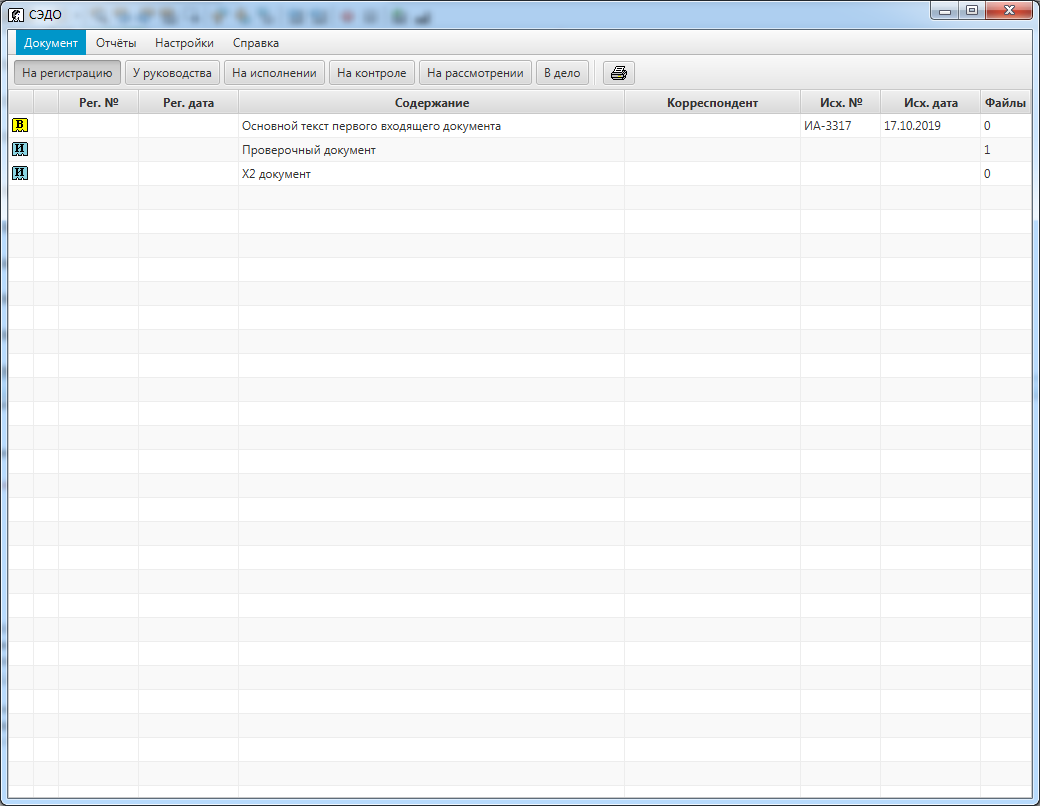 СЭДО
Документ Отчёты Настройки Справка
На регистрацию У руководства На исполнении На контроле На рассмотрении В дело
Рег. № Рег. дата Содержание Корреспондент Исх. № Исх. дата Файлы
В Основной текст первого входящего документа ИА-3317 17.10.2019 0
И Проверочный документ 1
И Х2 документ 0